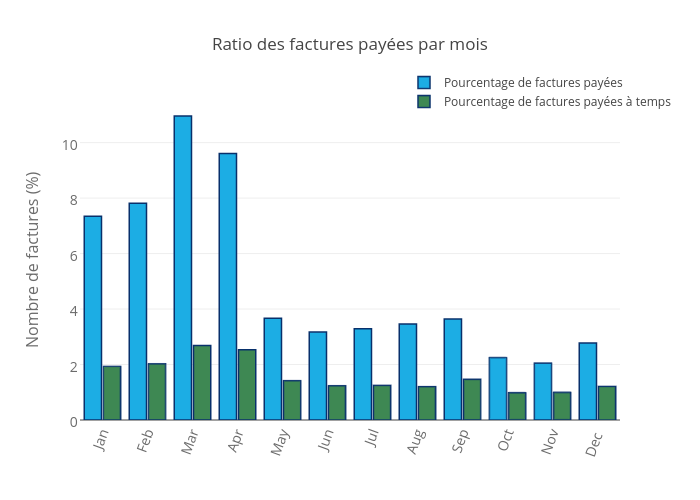 Ratio des factures payées par mois
Pourcentage de factures payées
Pourcentage de factures payées à temps
Nombre de factures (%)
10
8
6
4
2
0
Jan
Feb
Mar
Apr
May
Jun
Jul
Aug
Sep
Oct
Nov
Dec